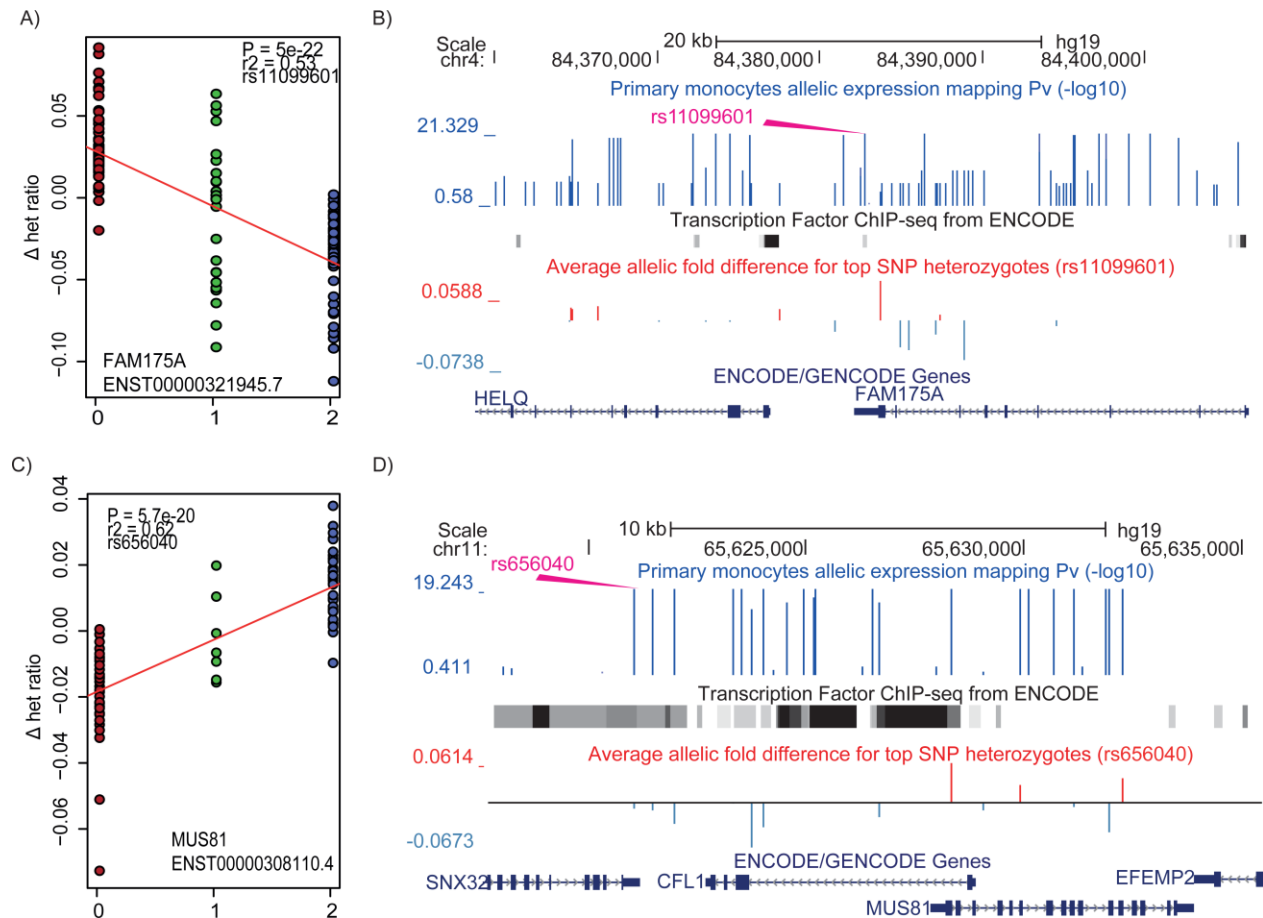 A)
P = 5e-22
r2 = 0.53
rs11099601
Δ het ratio
0.05
0.00
−0.05
−0.10
FAM175A
ENST00000321945.7
0 1 2
B)
Scale 20 kb hg19
chr4: 84,370,000 84,380,000 84,390,000 84,400,000
Primary monocytes allelic expression mapping Pv (-log10)
rs11099601
21.329 _
0.58 _
Transcription Factor ChIP-seq from ENCODE
Average allelic fold difference for top SNP heterozygotes (rs11099601)
0.0588 _
-0.0738 _
ENCODE/GENCODE Genes
HELQ FAM175A
C)
P = 5.7e-20
r2 = 0.62
rs656040
Δ het ratio
0.04
0.02
0.00
−0.02
−0.04
−0.06
MUS81
ENST00000308110.4
0 1 2
D)
Scale 10 kb hg19
chr11: 65,625,000 65,630,000 65,635,000
rs656040
Primary monocytes allelic expression mapping Pv (-log10)
19.243 _
0.411 _
Transcription Factor ChIP-seq from ENCODE
Average allelic fold difference for top SNP heterozygotes (rs656040)
0.0614 _
-0.0673
ENCODE/GENCODE Genes
SNX32 CFL1 EFEMP2
MUS81